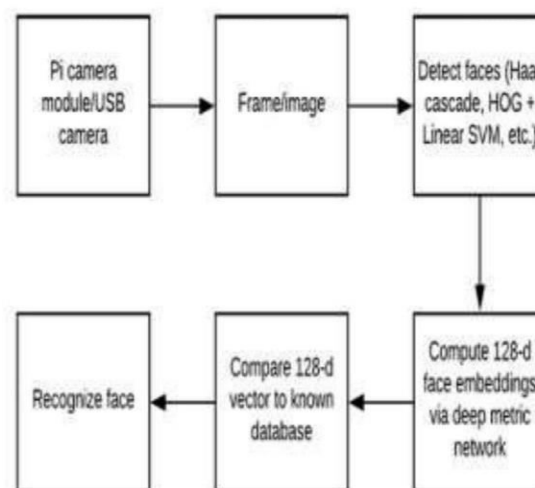 Pi camera
module/USB
camera
Frame/image
Detect faces (Haa
cascade, HOG +
Linear SVM, etc.)
Compute 128-d
face embeddings
via deep metric
network
Compare 128-d
vector to known
database
Recognize face